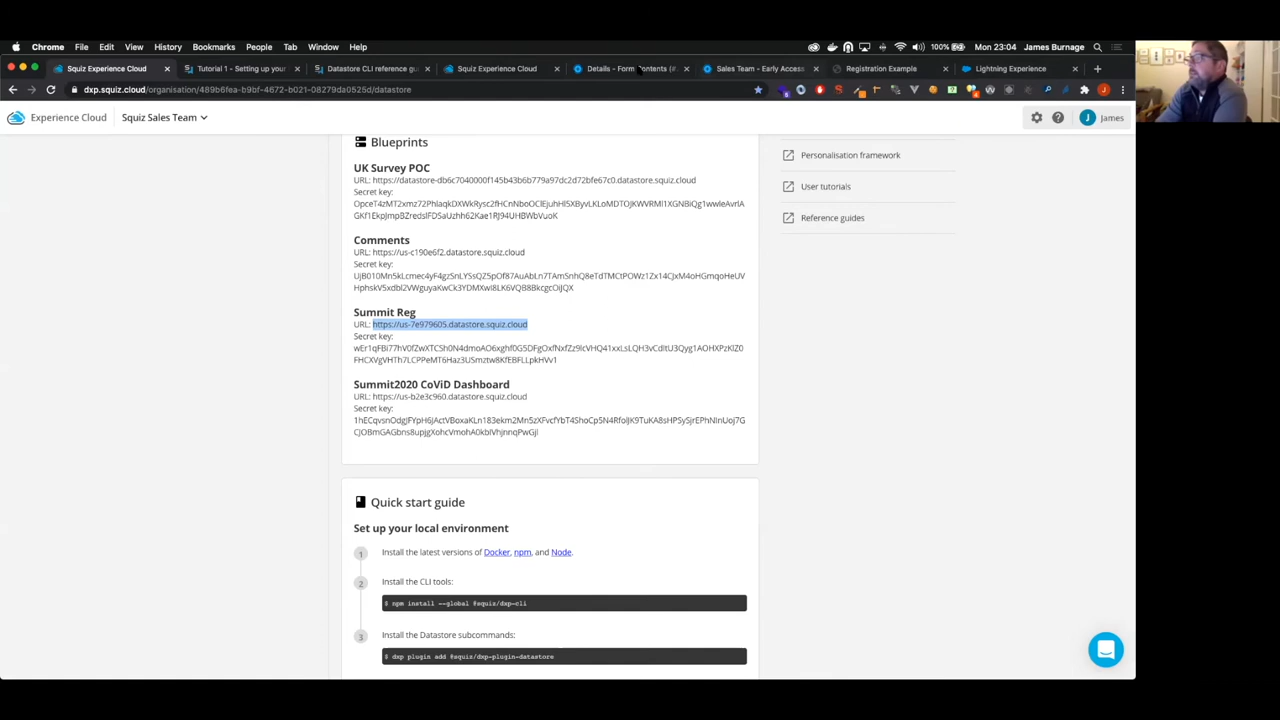 Chrome File Edit View History Bookmarks People Tab Window Help 100% Mon 23:04 James Burnage
Squiz Experience Cloud Tutorial 1 - Setting up your Datastore CLI reference gu Squiz Experience Cloud Details - Form Contents (#: Sales Team - Early Access Registration Example Lightning Experience
dxp.squiz.cloud/organisation/489b6fea-b9bf-4672-b021-08279da0526d/datastore
Experience Cloud Squiz Sales Team J James
Blueprints
Personalisation framework
UK Survey POC
URL: https://datastore-db6c7040000f145b43b6b779a97dc2d72bfe67c0.datastore.squiz.cloud
User tutorials
Secret key:
Reference guides
Comments
URL: https://us-c190e6f2.datastore.squiz.cloud
Secret key:
Summit Reg
URL: https://us-7e979605.datastore.squiz.cloud
Secret key:
Summit2020 CoViD Dashboard
URL: https://us-b2e3c960.datastore.squiz.cloud
Secret key:
Quick start guide
Set up your local environment
1 Install the latest versions of Docker, npm, and Node.
2 Install the CLI tools:
$ npm install --global @squiz/dxp-cli
3 Install the Datastore subcommands:
$ dxp plugin add @squiz/dxp-plugin-datastore